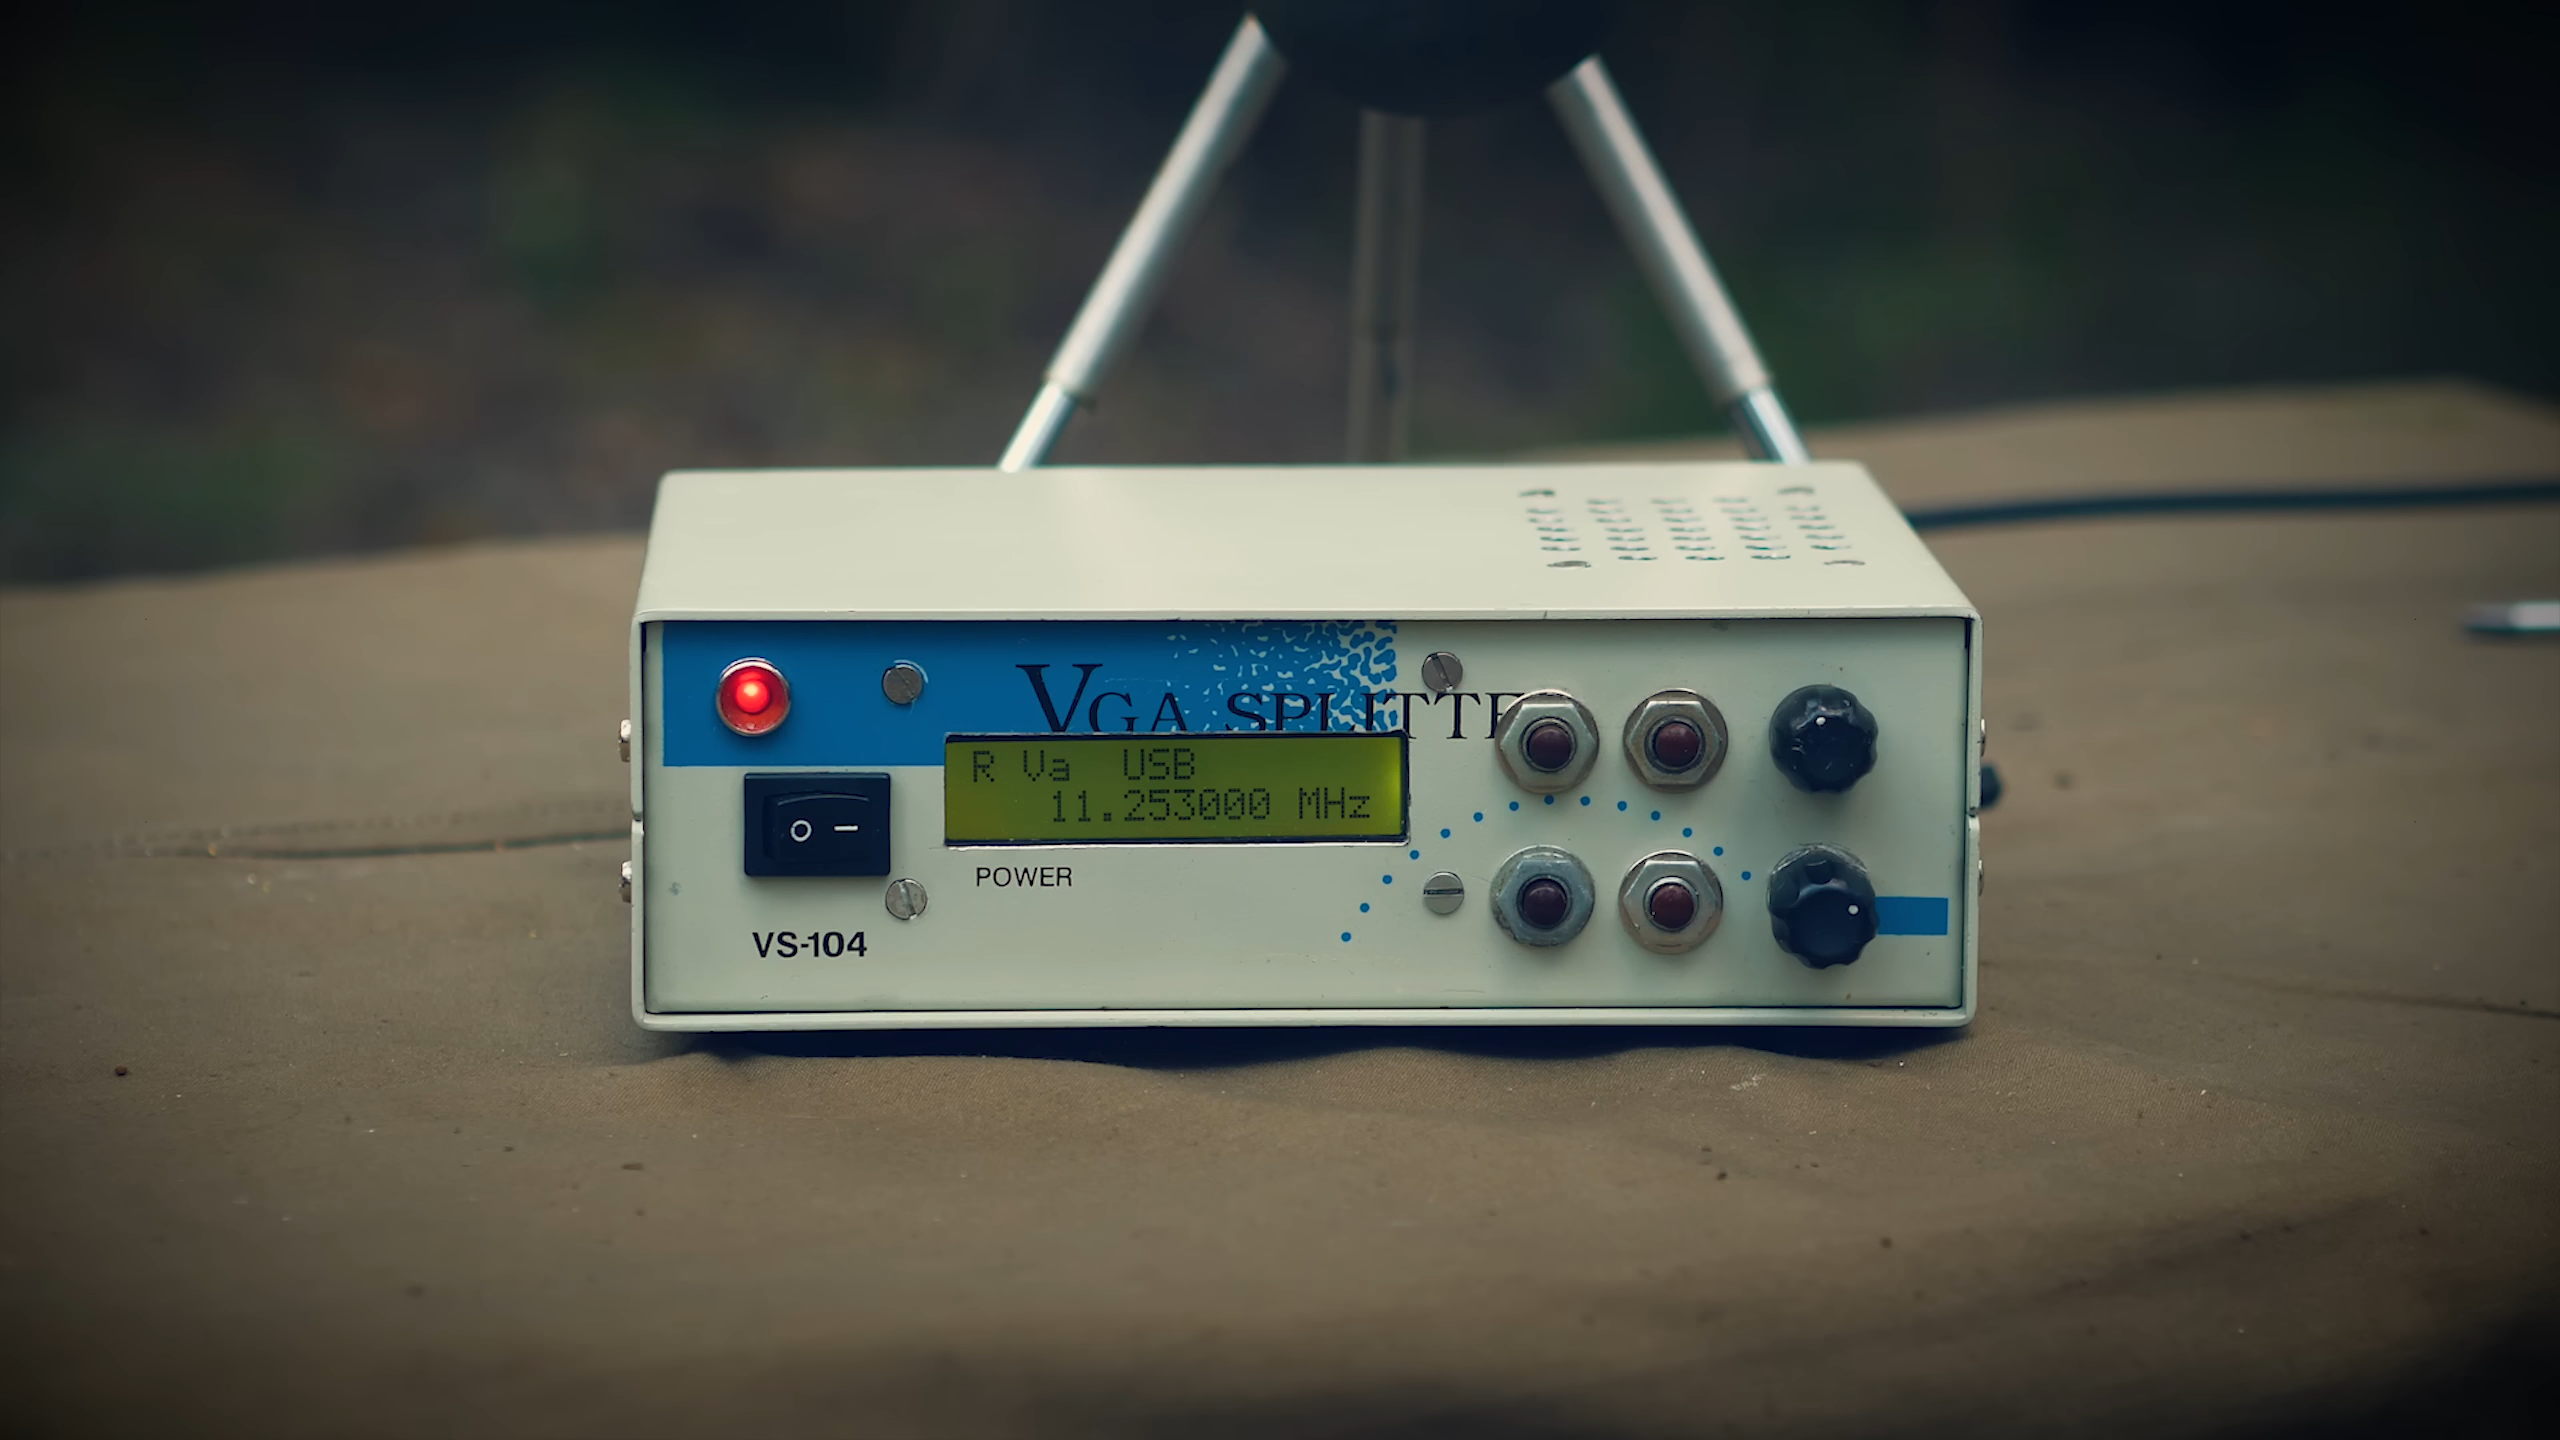 VGA SPLITTE
R Va USB
11.253000 MHz
O —
POWER
VS-104